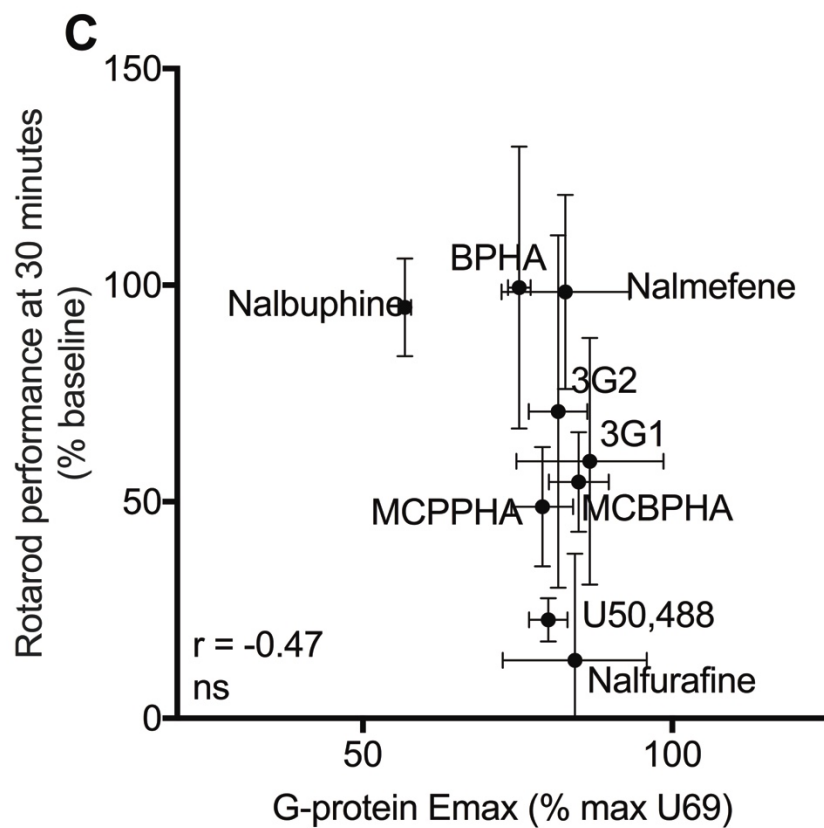 C
Rotarod performance at 30 minutes
(% baseline)
150
100
50
0
BPHA
Nalmefene
Nalbuphine
3G2
3G1
MCPPHA
MCBPHA
U50,488
r = -0.47
Nalfurafine
ns
50
100
G-protein Emax (% max U69)